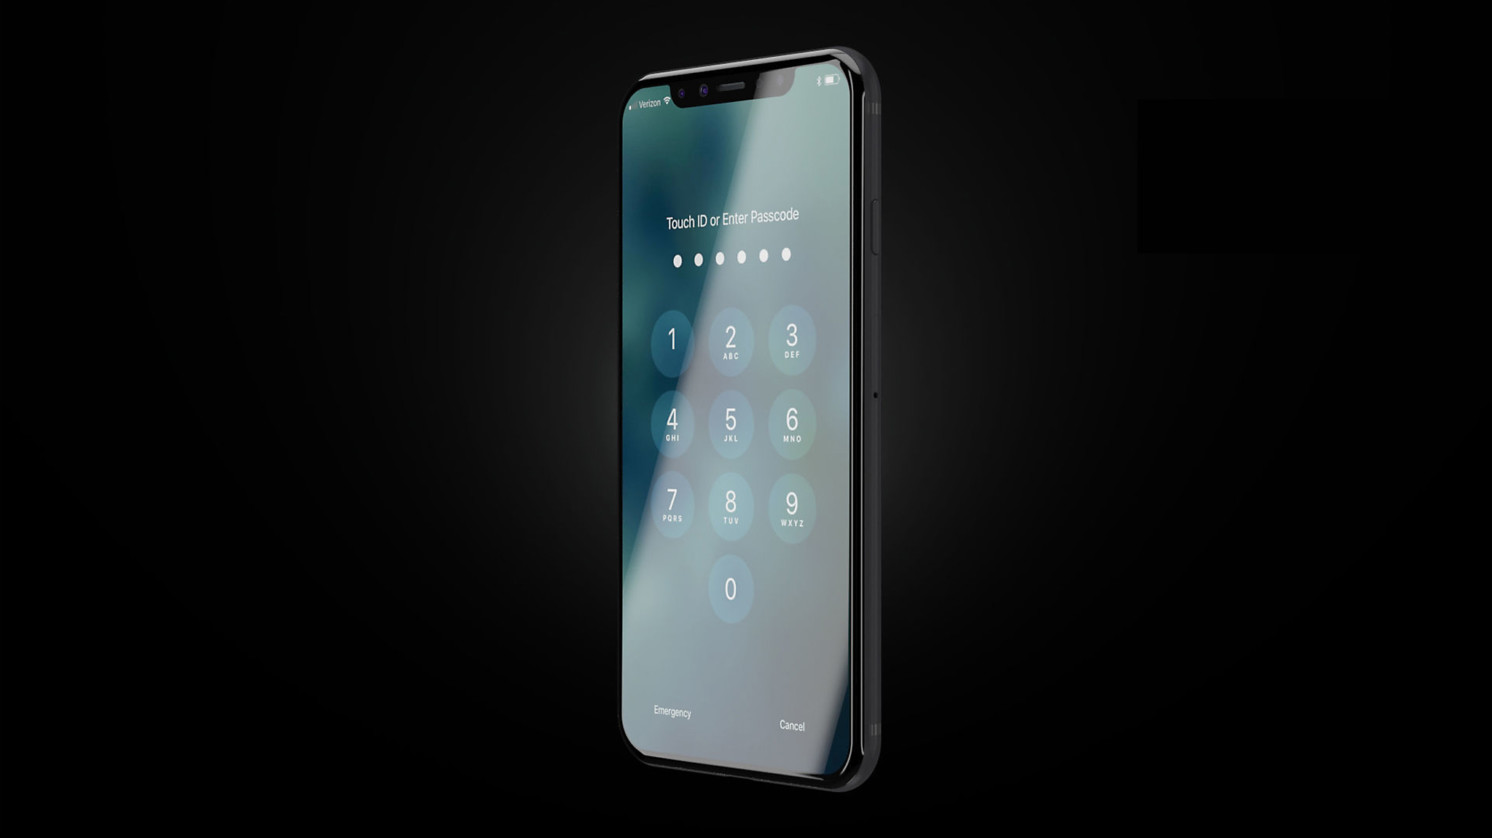 Verizon
Touch ID or Enter Passcode
1 2 3
ABC DEF
4 5 6
GHI JKL MNO
7 8 9
PQRS TUV WXYZ
0
Emergency Cancel